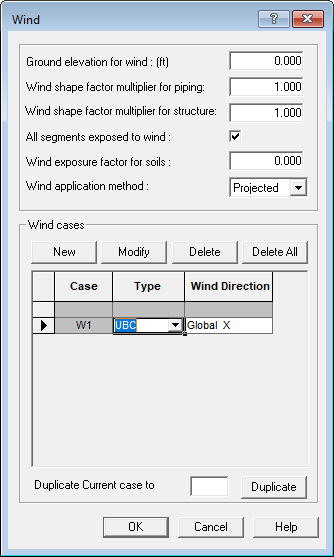 Wind
?
Ground elevation for wind : (ft) 0.000
Wind shape factor multiplier for piping: 1.000
Wind shape factor multiplier for structure: 1.000
All segments exposed to wind :
Wind exposure factor for soils : 0.000
Wind application method : Projected
Wind cases
New Modify Delete Delete All
Case Type Wind Direction
W1 UBC Global X
Duplicate Current case to Duplicate
OK Cancel Help